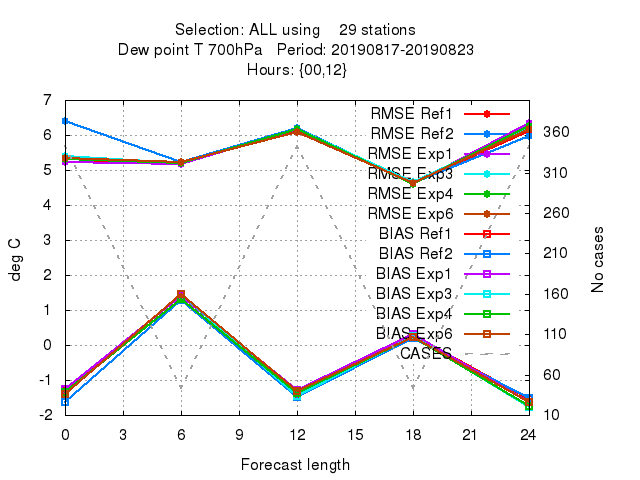 Selection: ALL using    29 stations
Dew point T 700hPa   Period: 20190817-20190823
Hours: {00,12}
7
6
5
4
3
2
1
0
-1
-2
deg C
RMSE Ref1
RMSE Ref2
RMSE Exp1
RMSE Exp3
RMSE Exp4
RMSE Exp6
BIAS Ref1
BIAS Ref2
BIAS Exp1
BIAS Exp3
BIAS Exp4
BIAS Exp6
CASES
360
310
260
210
160
110
60
10
No cases
0 3 6 9 12 15 18 21 24
Forecast length